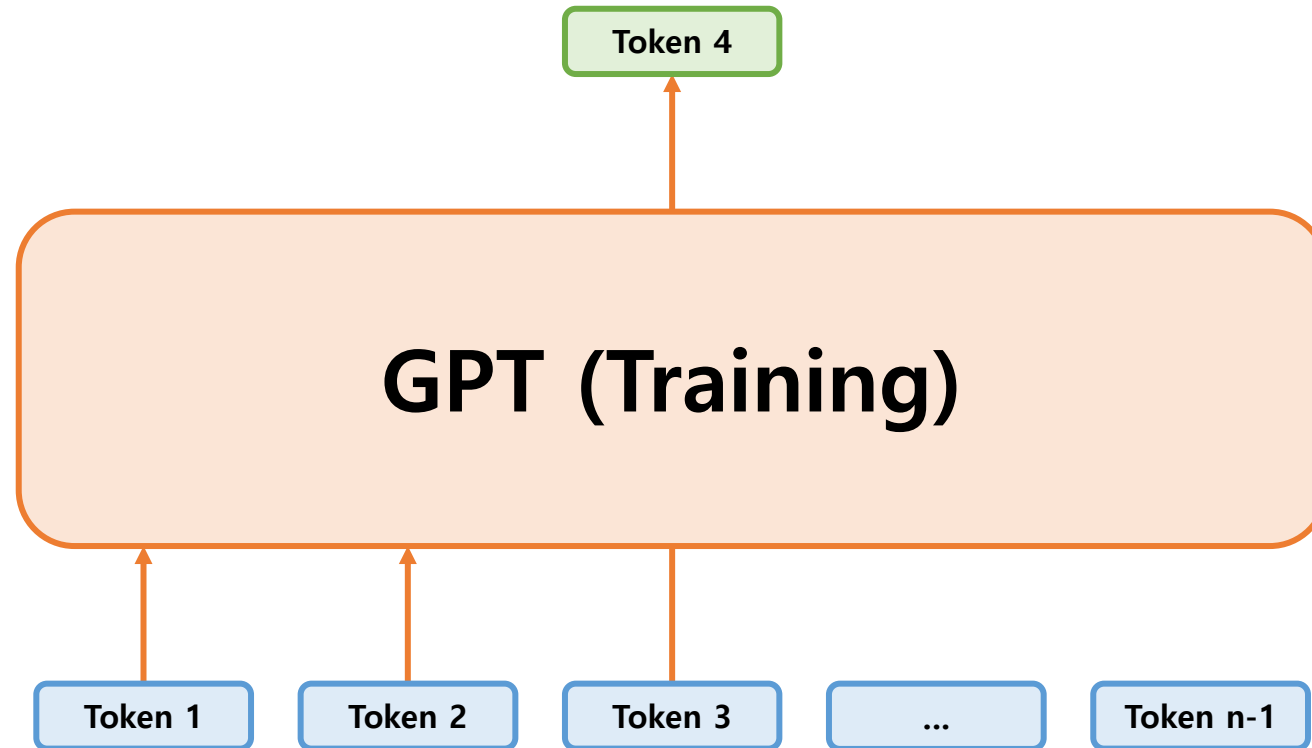 Token 4
GPT (Training)
Token 1
Token 2
Token 3
...
Token n-1